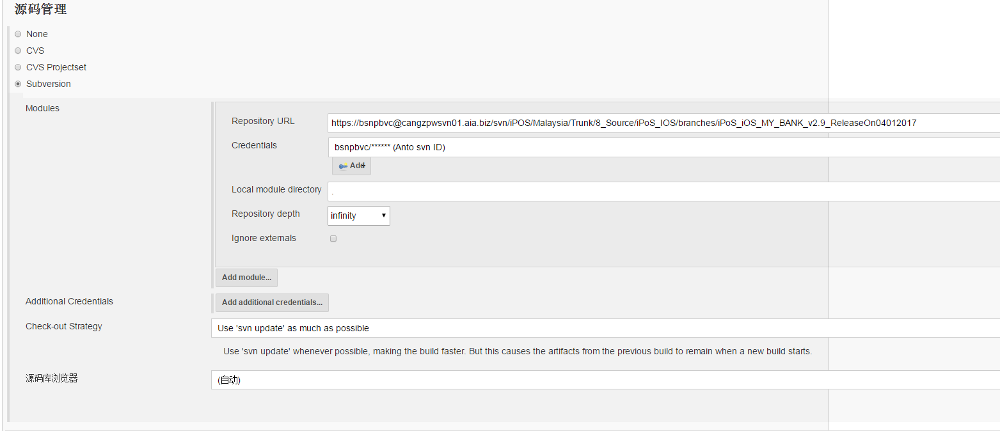 源码管理
None
CVS
CVS Projectset
Subversion
Modules
Repository URL
https://bsnpbvc@cangzpwsvn01.aia.biz/svn/iPOS/Malaysia/Trunk/8_Source/iPoS_IOS/branches/iPoS_iOS_MY_BANK_v2.9_ReleaseOn04012017
Credentials
bsnpbvc/****** (Anto svn ID)
Add
Local module directory
.
Repository depth
infinity
Ignore externals
Add module...
Additional Credentials
Add additional credentials...
Check-out Strategy
Use 'svn update' as much as possible
Use 'svn update' whenever possible, making the build faster. But this causes the artifacts from the previous build to remain when a new build starts.
源码库浏览器
(自动)